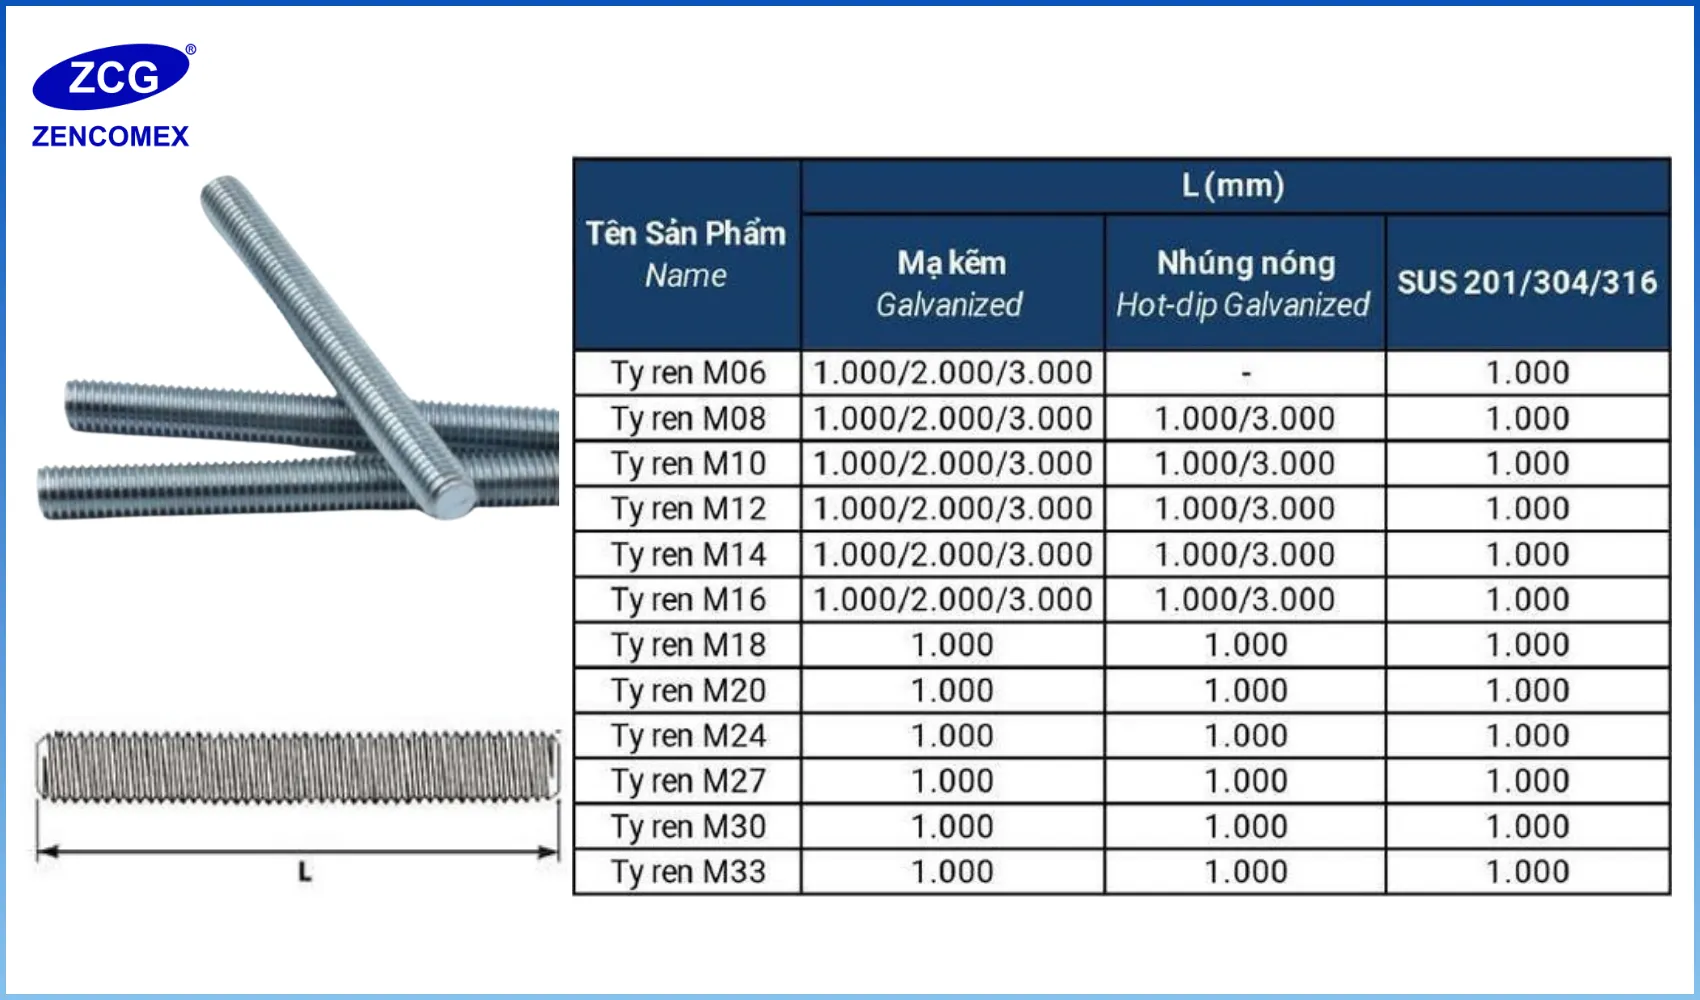 ZCG®
ZENCOMEX
Tên Sản Phẩm
Name
L (mm)
Mạ kẽm
Galvanized
Nhúng nóng
Hot-dip Galvanized
SUS 201/304/316
Ty ren M06 1.000/2.000/3.000 - 1.000
Ty ren M08 1.000/2.000/3.000 1.000/3.000 1.000
Ty ren M10 1.000/2.000/3.000 1.000/3.000 1.000
Ty ren M12 1.000/2.000/3.000 1.000/3.000 1.000
Ty ren M14 1.000/2.000/3.000 1.000/3.000 1.000
Ty ren M16 1.000/2.000/3.000 1.000/3.000 1.000
Ty ren M18 1.000 1.000 1.000
Ty ren M20 1.000 1.000 1.000
Ty ren M24 1.000 1.000 1.000
Ty ren M27 1.000 1.000 1.000
Ty ren M30 1.000 1.000 1.000
Ty ren M33 1.000 1.000 1.000
L